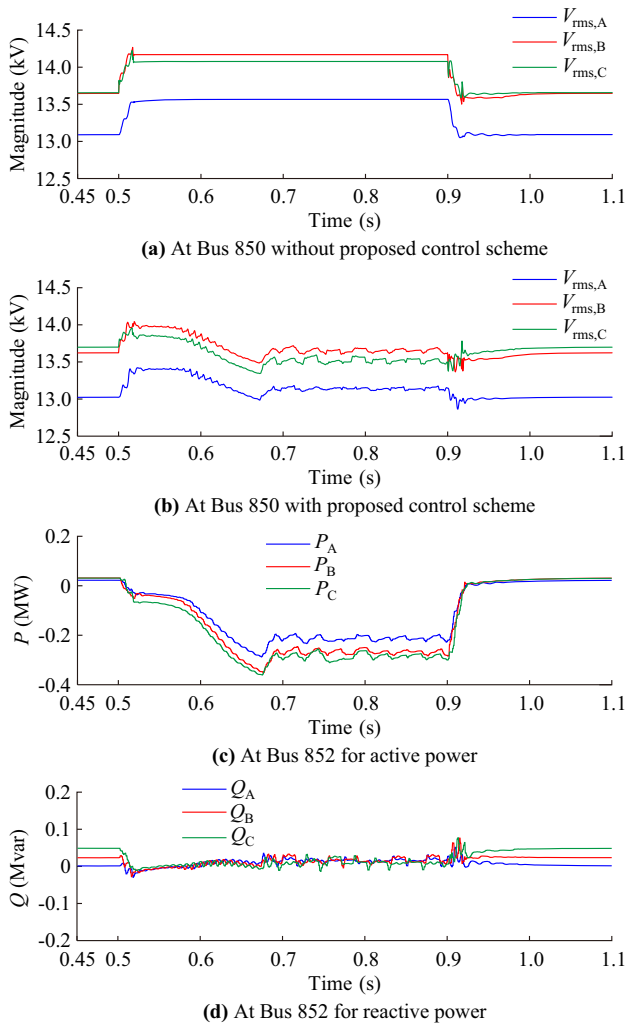 14.5
14.0
13.5
13.0
12.5
Magnitude (kV)
Vrms,A
Vrms,B
Vrms,C
0.45 0.5 0.6 0.7 0.8 0.9 1.0 1.1
Time (s)
(a) At Bus 850 without proposed control scheme
14.5
14.0
13.5
13.0
12.5
Magnitude (kV)
Vrms,A
Vrms,B
Vrms,C
0.45 0.5 0.6 0.7 0.8 0.9 1.0 1.1
Time (s)
(b) At Bus 850 with proposed control scheme
0.2
0
-0.2
-0.4
P (MW)
PA
PB
PC
0.45 0.5 0.6 0.7 0.8 0.9 1.0 1.1
Time (s)
(c) At Bus 852 for active power
0.2
0.1
0
-0.1
-0.2
Q (Mvar)
QA
QB
QC
0.45 0.5 0.6 0.7 0.8 0.9 1.0 1.1
Time (s)
(d) At Bus 852 for reactive power